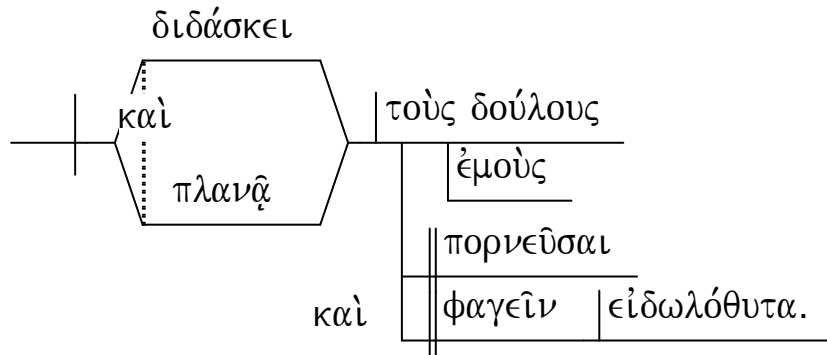 διδάσκει
καὶ
τοὺς δούλους
πλανᾷ
ἐμοὺς
πορνεῦσαι
καὶ
φαγεῖν
εἰδωλόθυτα.